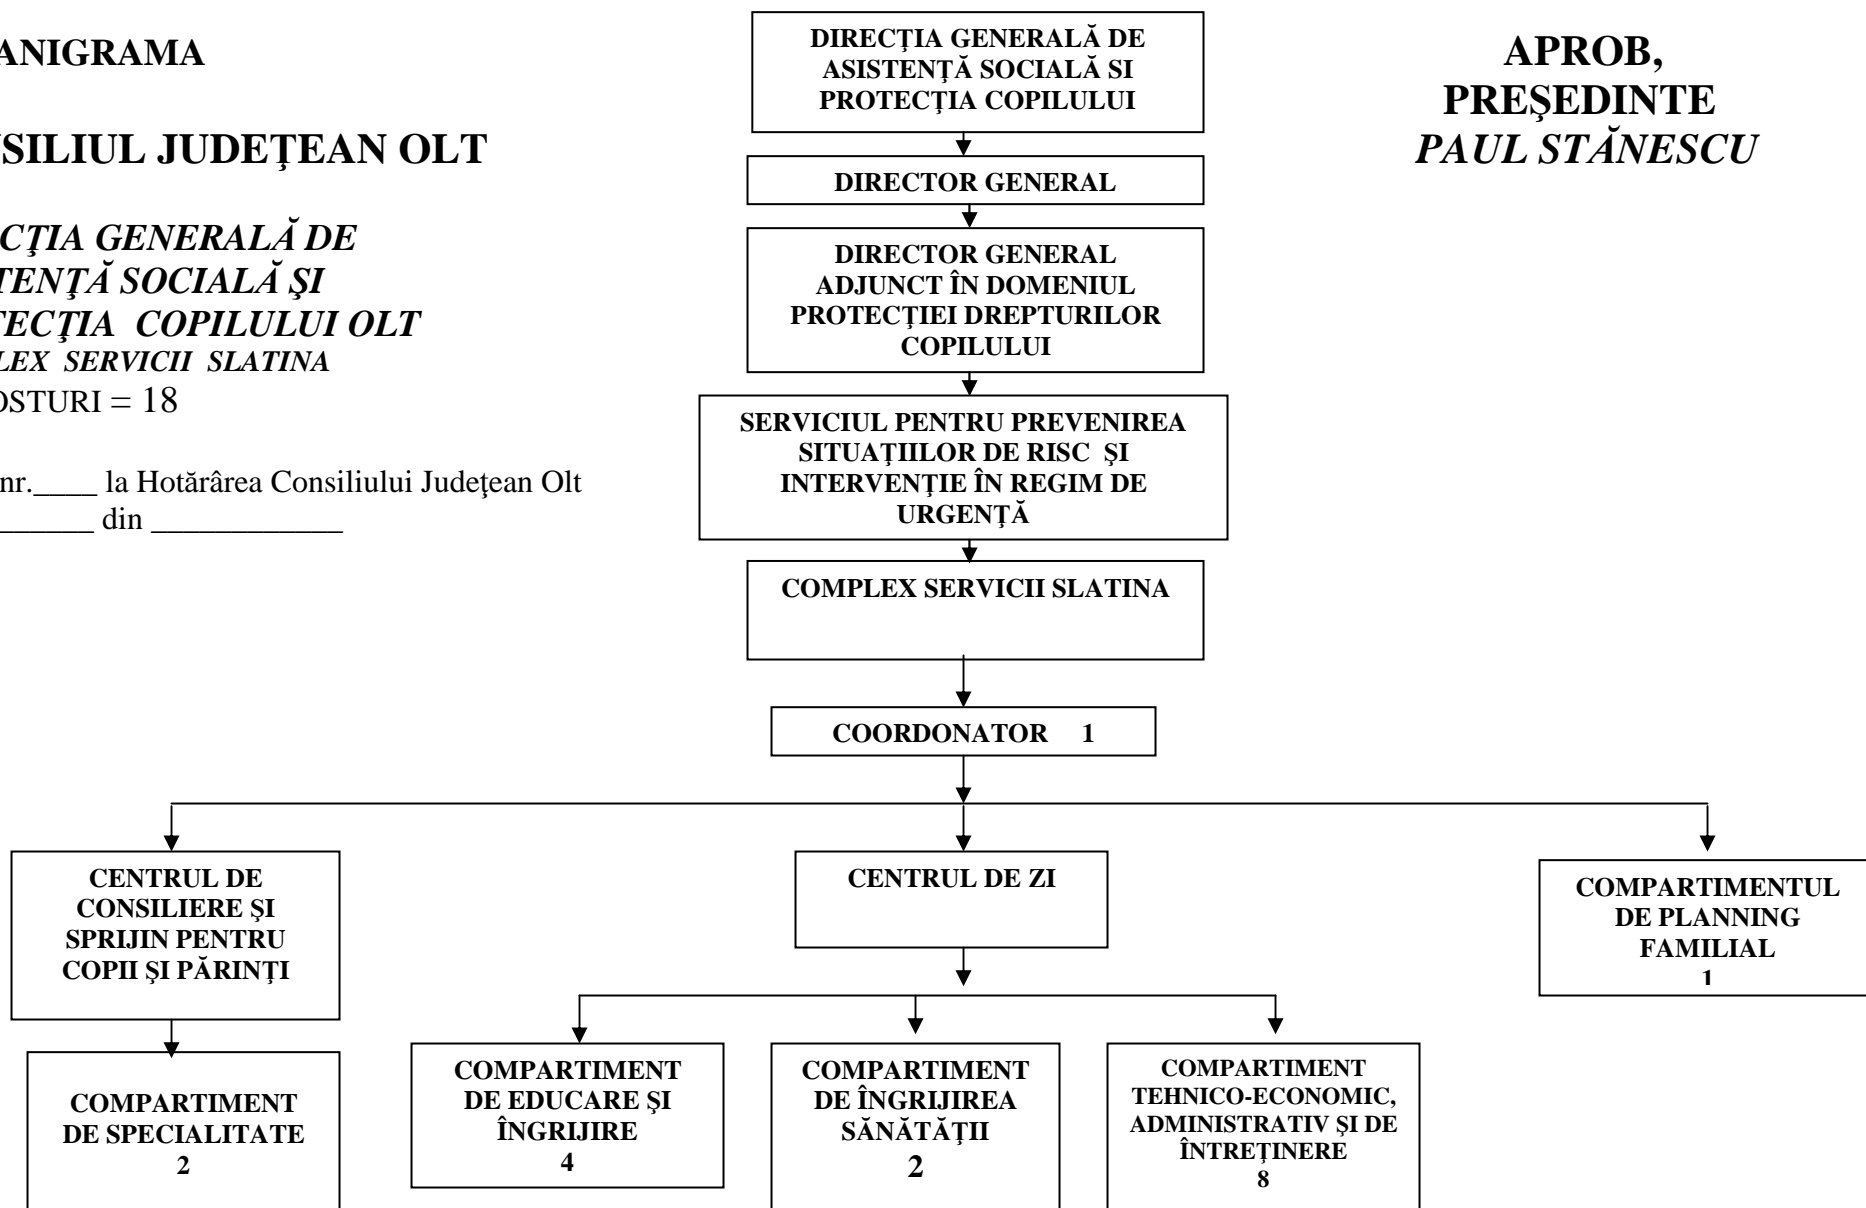 ANIGRAMA
SILIUL JUDEŢEAN OLT
CŢIA GENERALĂ DE
TENŢĂ SOCIALĂ ŞI
TECŢIA COPILULUI OLT
LEX SERVICII SLATINA
OSTURI = 18
nr.____ la Hotărârea Consiliului Judeţean Olt
______ din ____________
APROB,
PREŞEDINTE
PAUL STĂNESCU
DIRECŢIA GENERALĂ DE
ASISTENŢĂ SOCIALĂ SI
PROTECŢIA COPILULUI
DIRECTOR GENERAL
DIRECTOR GENERAL
ADJUNCT ÎN DOMENIUL
PROTECŢIEI DREPTURILOR
COPILULUI
SERVICIUL PENTRU PREVENIREA
SITUAŢIILOR DE RISC ŞI
INTERVENŢIE ÎN REGIM DE
URGENŢĂ
COMPLEX SERVICII SLATINA
COORDONATOR 1
CENTRUL DE
CONSILIERE ŞI
SPRIJIN PENTRU
COPII ŞI PĂRINŢI
CENTRUL DE ZI
COMPARTIMENTUL
DE PLANNING
FAMILIAL
1
COMPARTIMENT
DE SPECIALITATE
2
COMPARTIMENT
DE EDUCARE ŞI
ÎNGRIJIRE
4
COMPARTIMENT
DE ÎNGRIJIREA
SĂNĂTĂŢII
2
COMPARTIMENT
TEHNICO-ECONOMIC,
ADMINISTRATIV ŞI DE
ÎNTREŢINERE
8